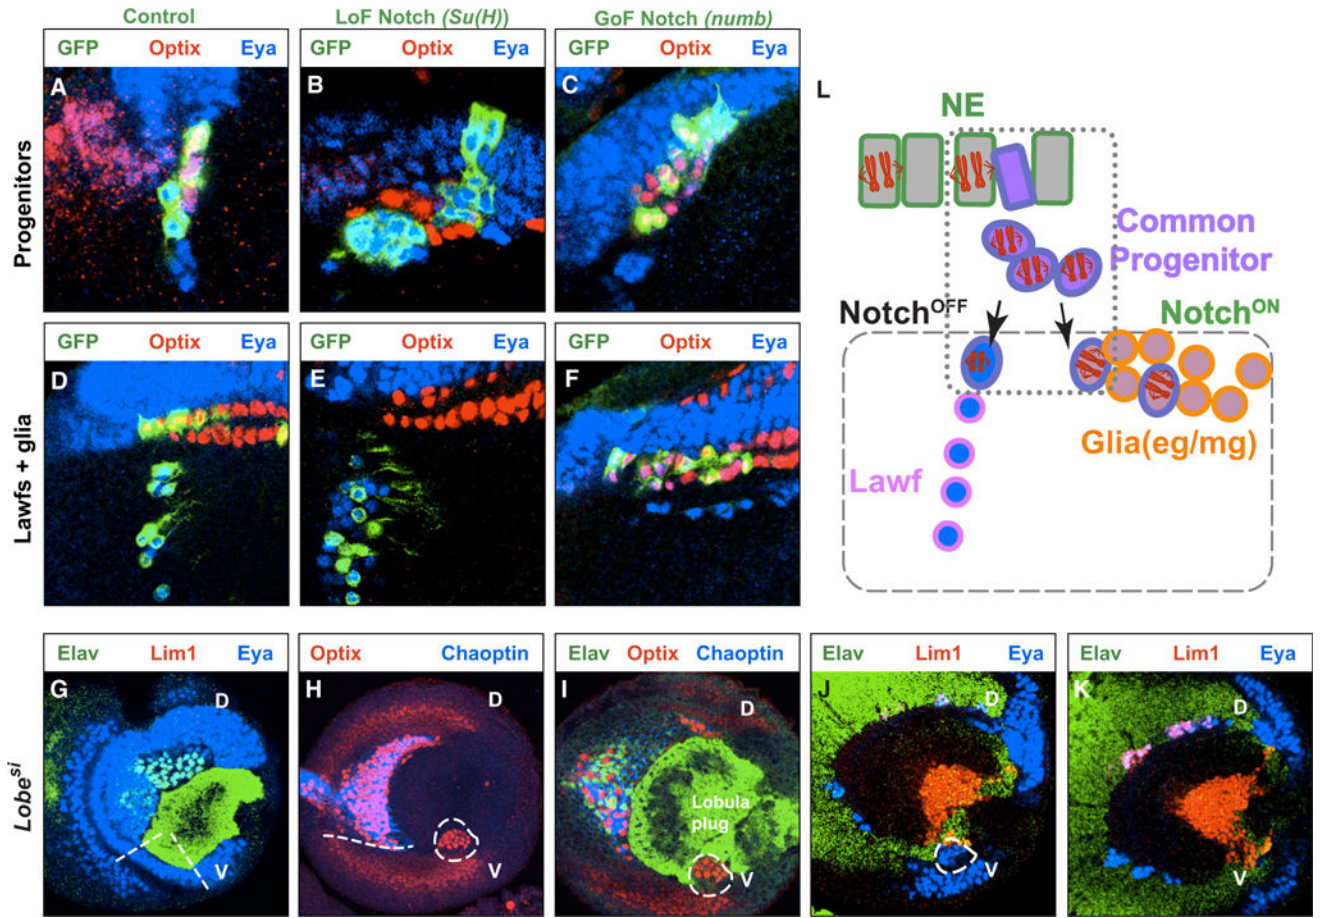 Control
LoF Notch (Su(H))
GoF Notch (numb)
GFP Optix Eya
GFP Optix Eya
GFP Optix Eya
A
B
C
Progenitors
GFP Optix Eya
GFP Optix Eya
GFP Optix Eya
D
E
F
Lawfs + glia
L
NE
Common
Progenitor
Notch^OFF
Notch^ON
Glia(eg/mg)
Lawf
Elav Lim1 Eya
Optix Chaoptin
Elav Optix Chaoptin
Elav Lim1 Eya
Elav Lim1 Eya
G
D
V
H
D
V
I
D
Lobula
plug
V
J
D
V
K
D
V
Lobe^si